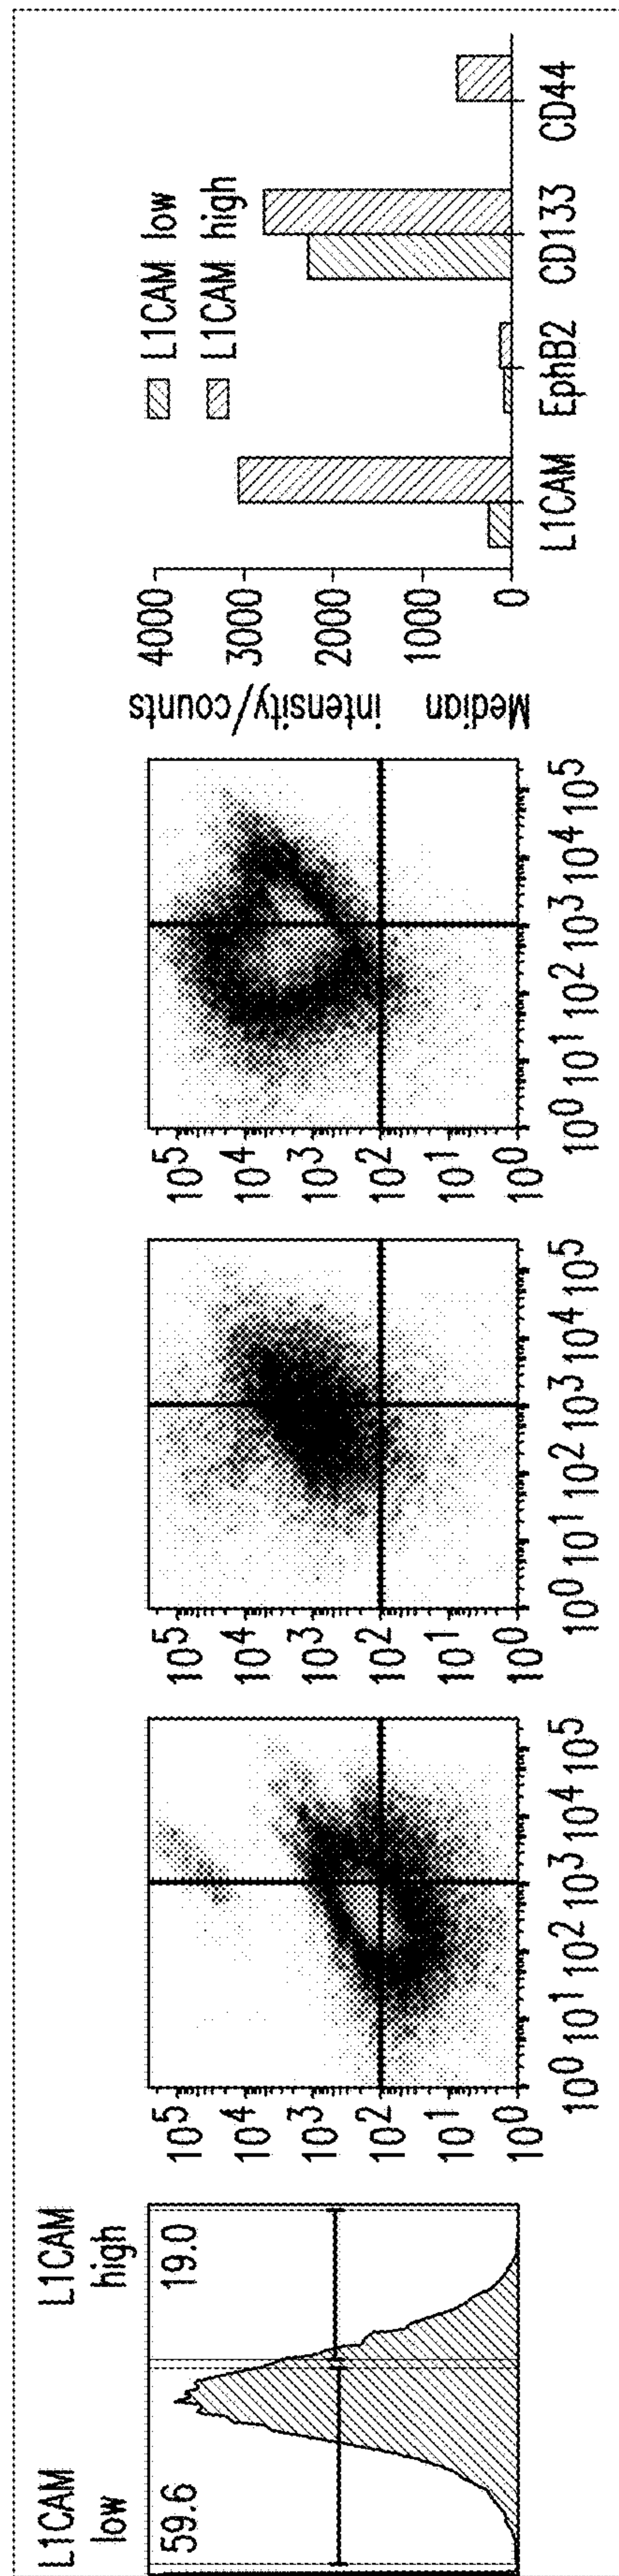 L1CAM
low
L1CAM
high
59.6
19.0
10⁵
10⁴
10³
10²
10¹
10⁰
10⁰ 10¹ 10² 10³ 10⁴ 10⁵
10⁵
10⁴
10³
10²
10¹
10⁰
10⁰ 10¹ 10² 10³ 10⁴ 10⁵
10⁵
10⁴
10³
10²
10¹
10⁰
10⁰ 10¹ 10² 10³ 10⁴ 10⁵
Median intensity/counts
4000
3000
2000
1000
0
L1CAM low
L1CAM high
L1CAM EphB2 CD133 CD44